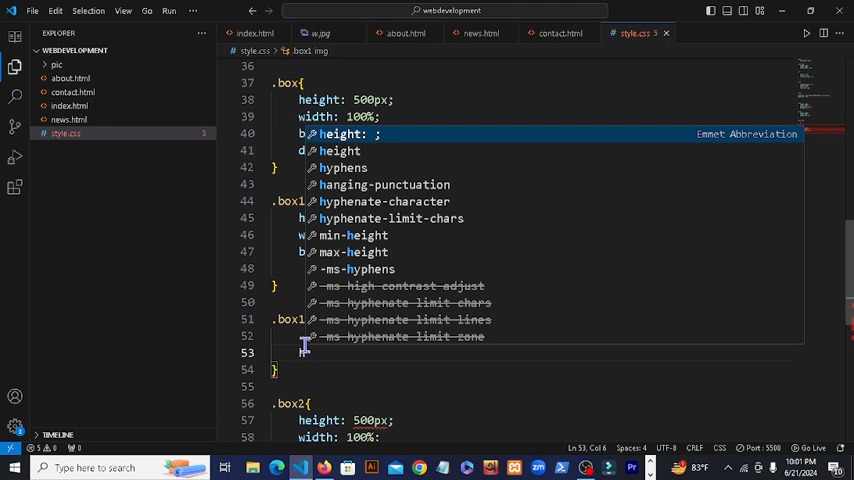 File Edit Selection View Go Run ...
webdevelopment
EXPLORER ...
index.html w.jpg about.html news.html contact.html # style.css 5
# style.css > .box1 img
WEBDEVELOPMENT
pic
about.html
contact.html
index.html
news.html
# style.css 5
36
37 .box{
38 height: 500px;
39 width: 100%;
40 b
41 d
42 }
43
44 .box1
45 h
46 w
47 b
48
49 }
50
51 .box1
52
53 h
54 }
55
56 .box2{
57 height: 500px;
58 width: 100%;
height: ; Emmet Abbreviation
height
hyphens
hanging-punctuation
hyphenate-character
hyphenate-limit-chars
min-height
max-height
-ms-hyphens
-ms-high-contrast-adjust
-ms-hyphenate-limit-chars
-ms-hyphenate-limit-lines
-ms-hyphenate-limit-zone
TIMELINE
5 0 0 Ln 53, Col 6 Spaces: 4 UTF-8 CRLF CSS Port : 5500 Go Live
Type here to search 83°F 10:01 PM 6/21/2024 10